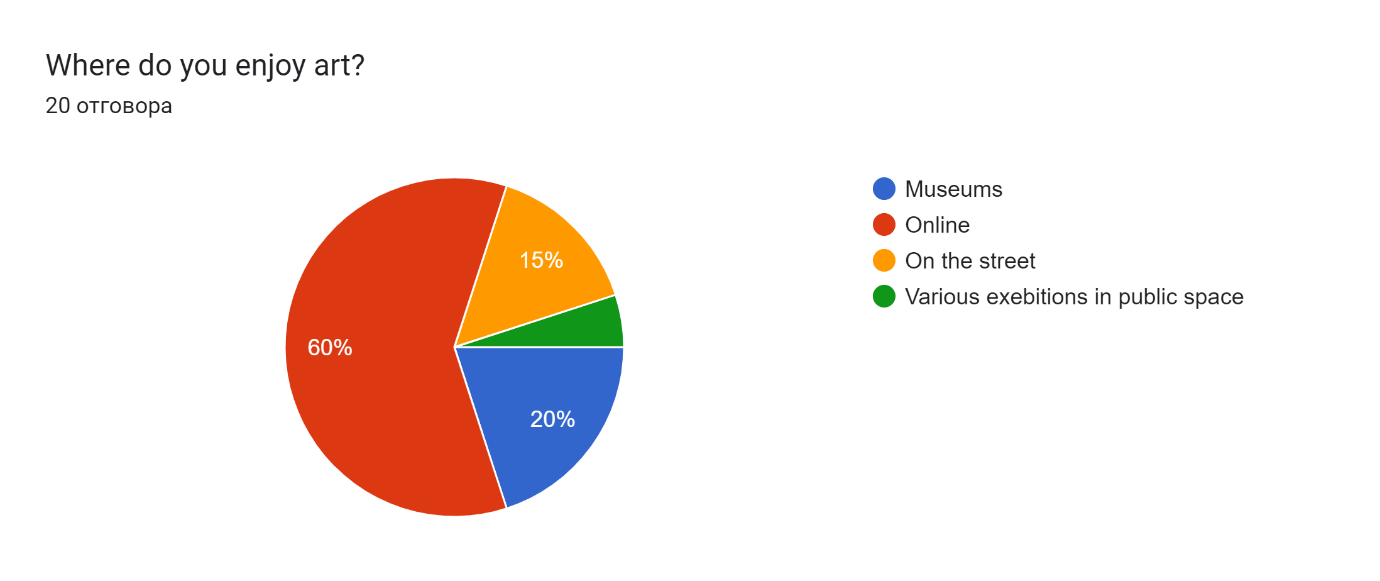 Where do you enjoy art?
20 отговора
15%
60%
20%
Museums
Online
On the street
Various exebitions in public space